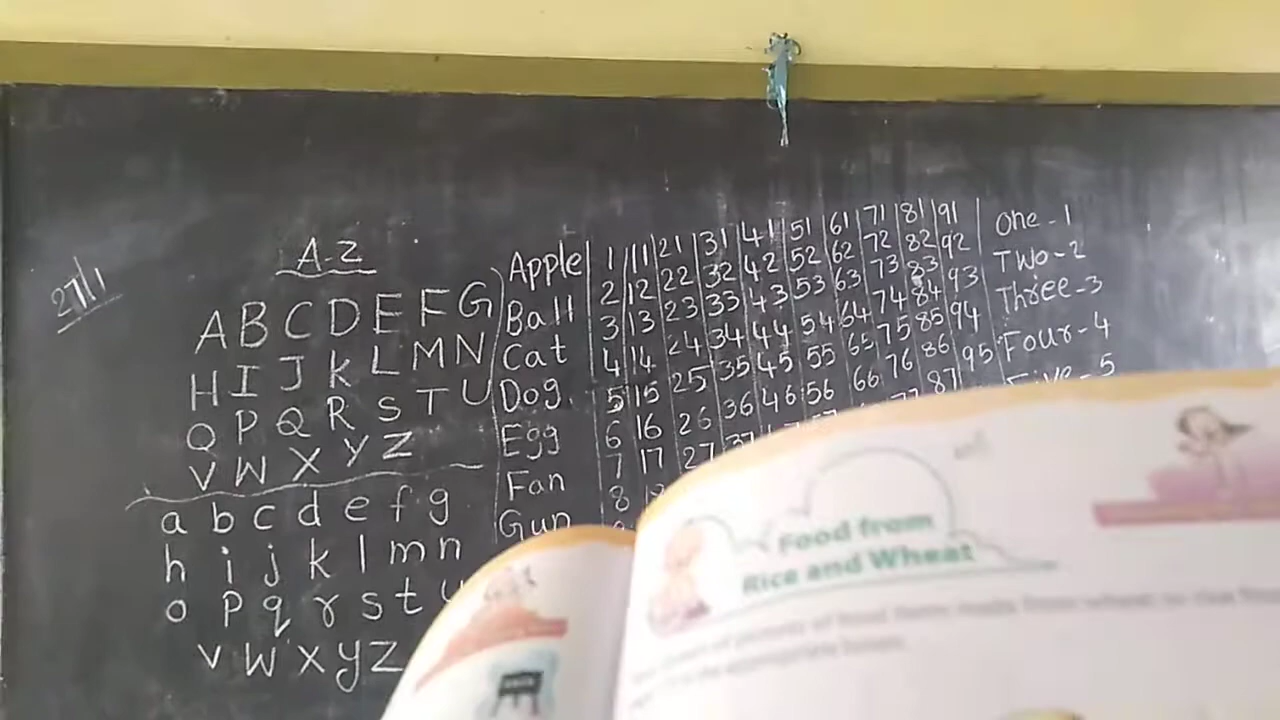 27/1
A-Z
A B C D E F G
H I J K L M N
O P Q R S T U
V W X Y Z
a b c d e f g
h i j k l m n
o p q r s t u
v w x y z
Apple
Ball
Cat
Dog.
Egg
Fan
Gun
1 11 21 31 41 51 61 71 81 91
2 12 22 32 42 52 62 72 82 92
3 13 23 33 43 53 63 73 83 93
4 14 24 34 44 54 64 74 84 94
5 15 25 35 45 55 65 75 85 95
6 16 26 36 46 56 66 76 86
7 17 27 37 87
8
One - 1
Two - 2
Three - 3
Four - 4
Five - 5
Food from
Rice and Wheat